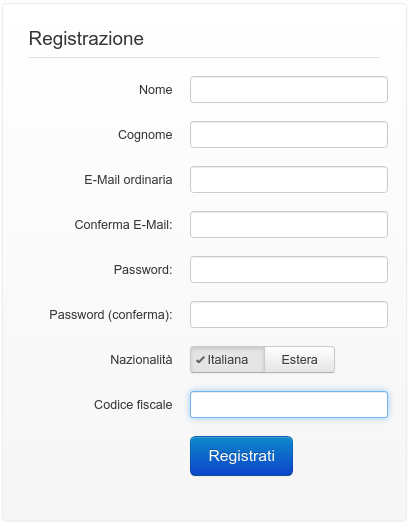 Registrazione
Nome
Cognome
E-Mail ordinaria
Conferma E-Mail:
Password:
Password (conferma):
Nazionalità Italiana Estera
Codice fiscale
Registrati